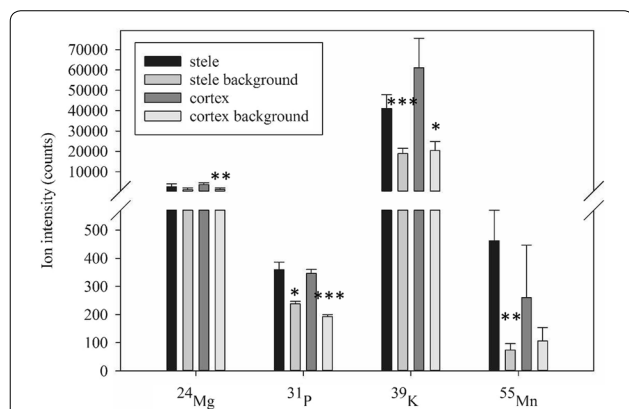 70000
60000
50000
40000
30000
20000
10000
500
400
300
200
100
0
Ion intensity (counts)
stele
stele background
cortex
cortex background
**
*
***
***
*
**
²⁴Mg
³¹P
³⁹K
⁵⁵Mn